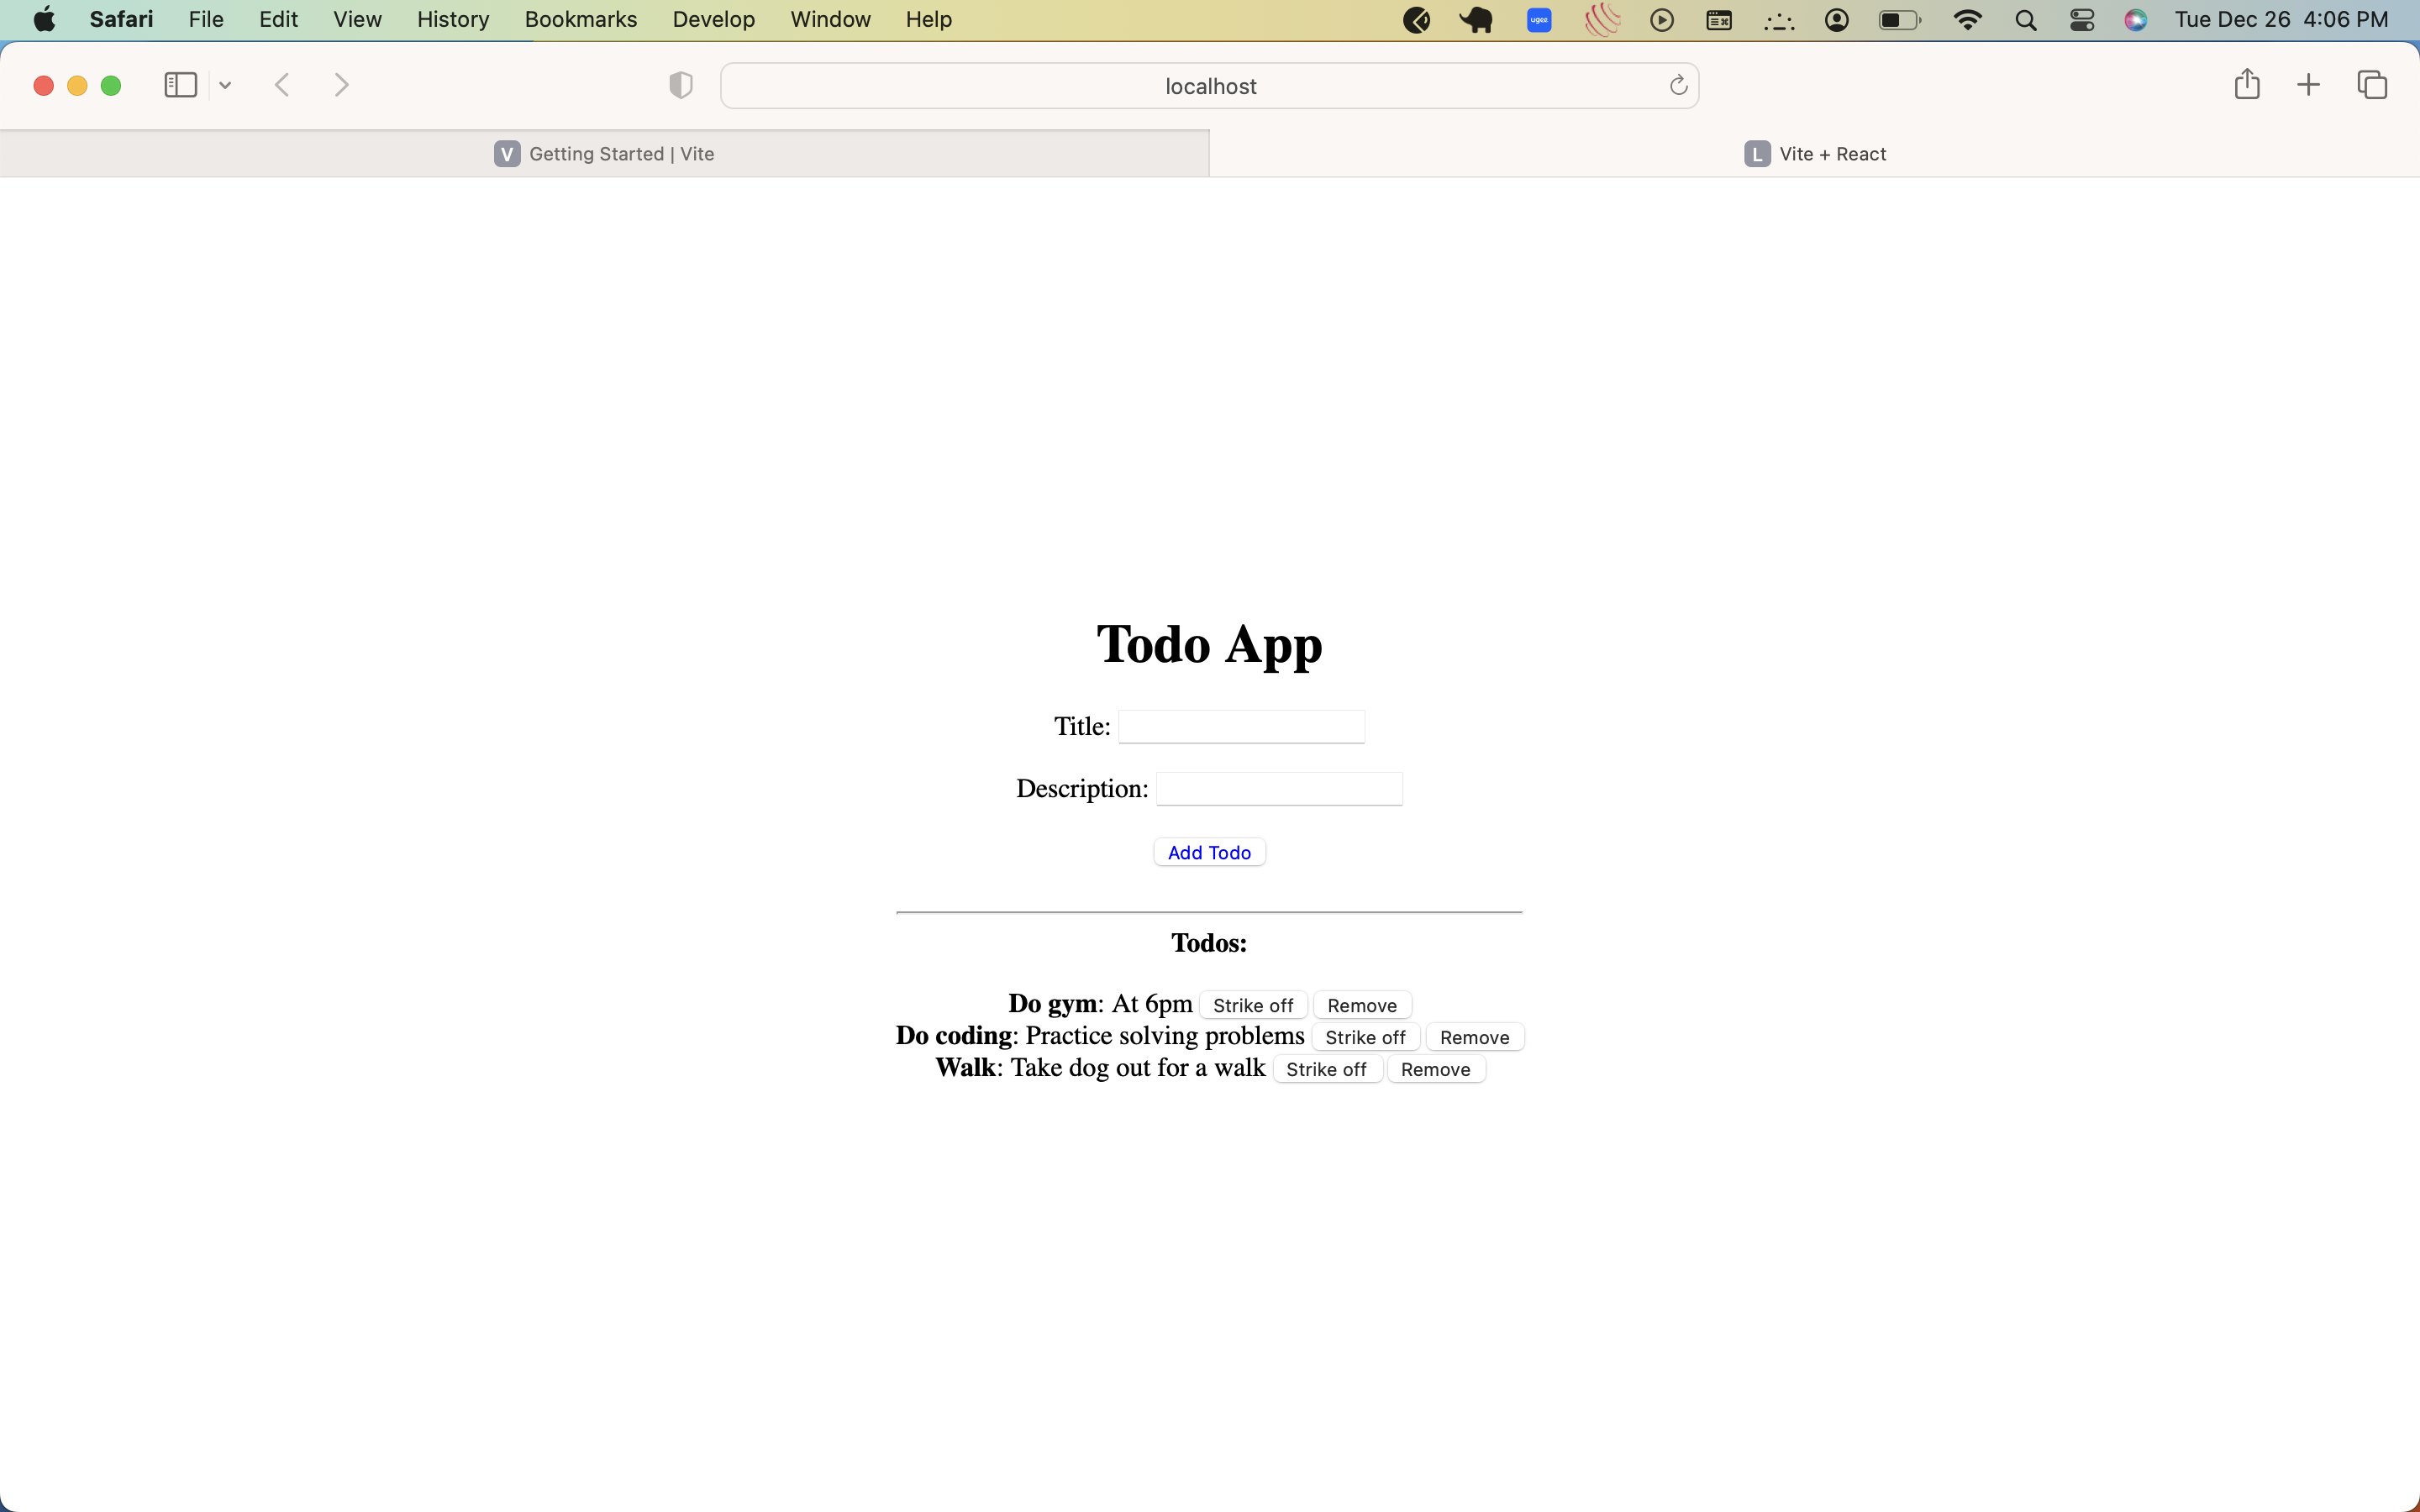 Safari File Edit View History Bookmarks Develop Window Help ugee Tue Dec 26 4:06 PM
localhost
V Getting Started | Vite L Vite + React
Todo App
Title:
Description:
Add Todo
Todos:
Do gym: At 6pm Strike off Remove
Do coding: Practice solving problems Strike off Remove
Walk: Take dog out for a walk Strike off Remove